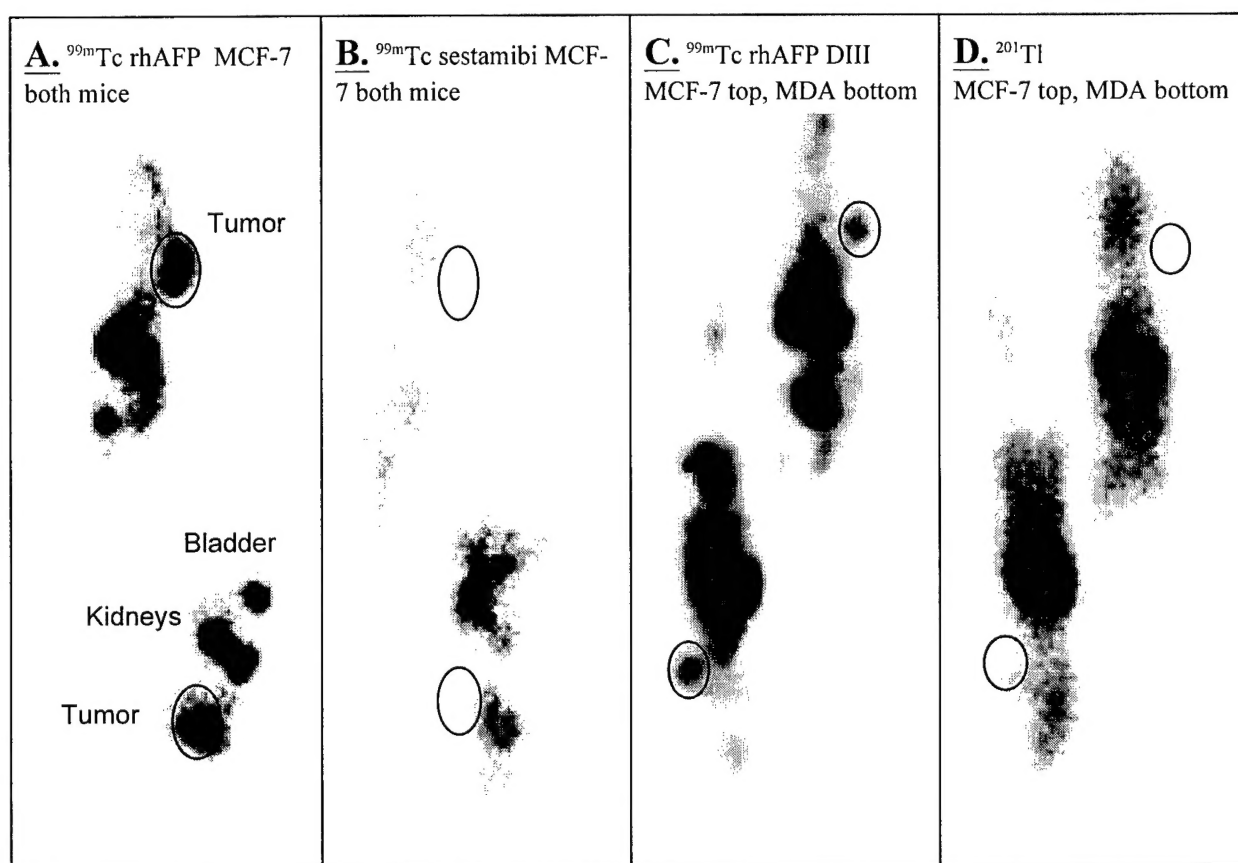 A. ⁹⁹ᵐTc rhAFP MCF-7
both mice
Tumor
Bladder
Kidneys
Tumor
B. ⁹⁹ᵐTc sestamibi MCF-
7 both mice
C. ⁹⁹ᵐTc rhAFP DIII
MCF-7 top, MDA bottom
D. ²⁰¹Tl
MCF-7 top, MDA bottom